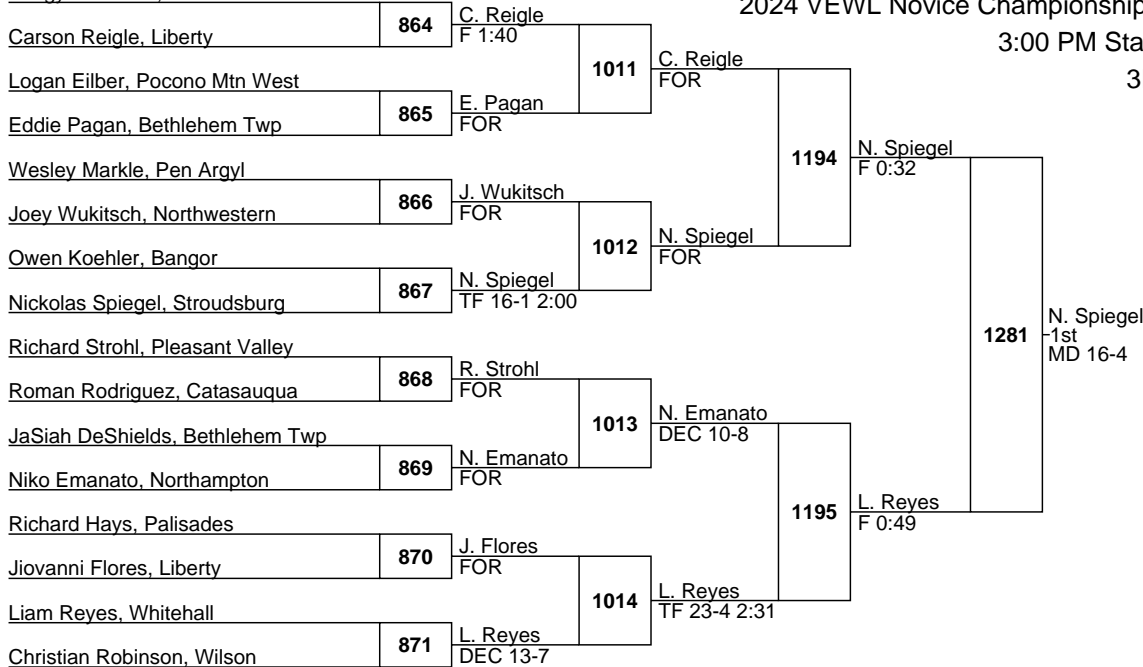 2024 VEWL Novice Championship
3:00 PM Sta
3
864
C. Reigle
F 1:40
Carson Reigle, Liberty
1011
C. Reigle
FOR
Logan Eilber, Pocono Mtn West
865
E. Pagan
FOR
Eddie Pagan, Bethlehem Twp
1194
N. Spiegel
F 0:32
Wesley Markle, Pen Argyl
866
J. Wukitsch
FOR
Joey Wukitsch, Northwestern
1012
N. Spiegel
FOR
Owen Koehler, Bangor
867
N. Spiegel
TF 16-1 2:00
Nickolas Spiegel, Stroudsburg
1281
N. Spiegel
1st
MD 16-4
Richard Strohl, Pleasant Valley
868
R. Strohl
FOR
Roman Rodriguez, Catasauqua
1013
N. Emanato
DEC 10-8
JaSiah DeShields, Bethlehem Twp
869
N. Emanato
FOR
Niko Emanato, Northampton
1195
L. Reyes
F 0:49
Richard Hays, Palisades
870
J. Flores
FOR
Jiovanni Flores, Liberty
1014
L. Reyes
TF 23-4 2:31
Liam Reyes, Whitehall
871
L. Reyes
DEC 13-7
Christian Robinson, Wilson